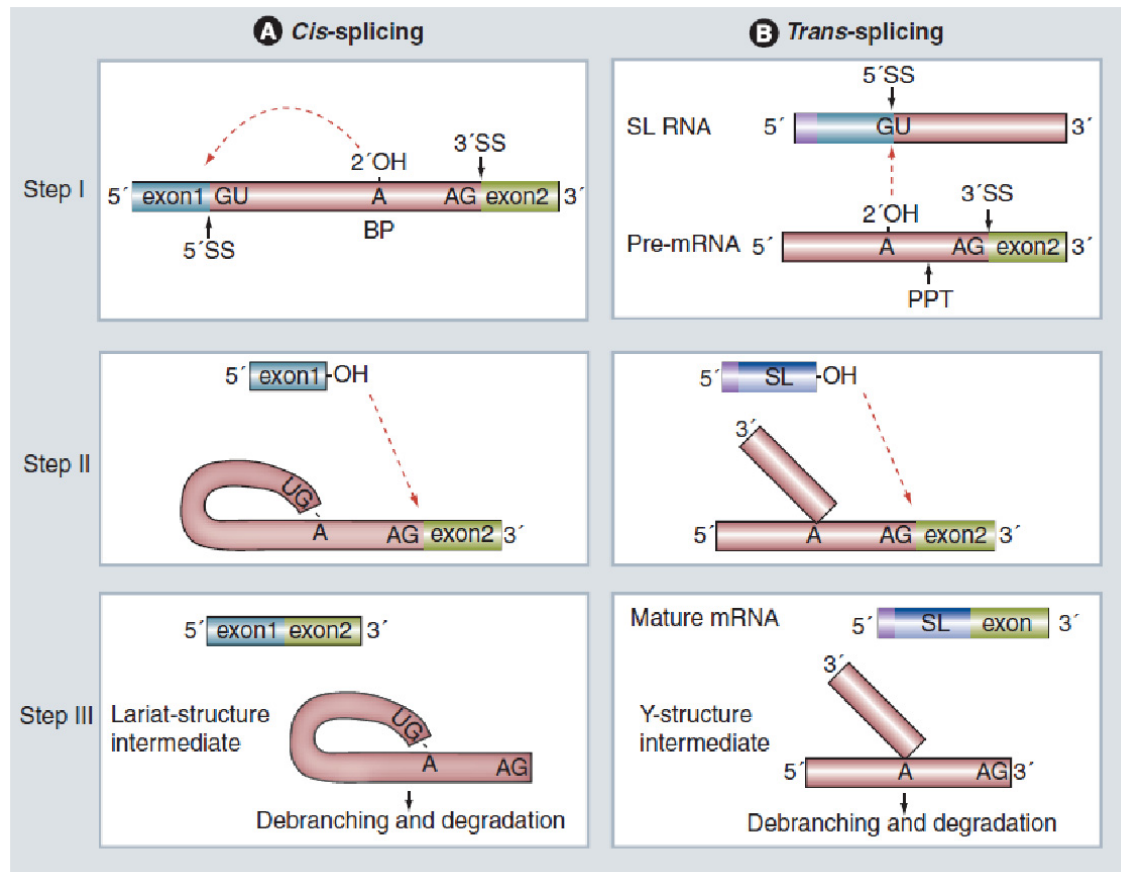 A Cis-splicing
B Trans-splicing
Step I
5´ exon1 GU A AG exon2 3´
2´OH
3´SS
BP
5´SS
5´SS
SL RNA 5´ GU 3´
2´OH
3´SS
Pre-mRNA 5´ A AG exon2 3´
PPT
Step II
5´ exon1 -OH
UG
A AG exon2 3´
5´ SL -OH
3´
5´ A AG exon2 3´
Step III
5´ exon1 exon2 3´
Lariat-structure
intermediate
UG
A AG
Debranching and degradation
Mature mRNA
5´ SL exon 3´
3´
Y-structure
intermediate
5´ A AG 3´
Debranching and degradation